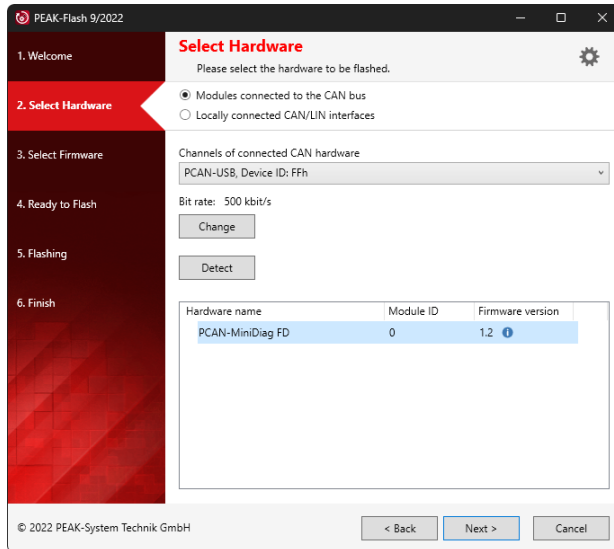 PEAK-Flash 9/2022
1. Welcome
2. Select Hardware
3. Select Firmware
4. Ready to Flash
5. Flashing
6. Finish
Select Hardware
Please select the hardware to be flashed.
Modules connected to the CAN bus
Locally connected CAN/LIN interfaces
Channels of connected CAN hardware
PCAN-USB, Device ID: FFh
Bit rate: 500 kbit/s
Change
Detect
Hardware name Module ID Firmware version
PCAN-MiniDiag FD 0 1.2
© 2022 PEAK-System Technik GmbH
< Back Next > Cancel